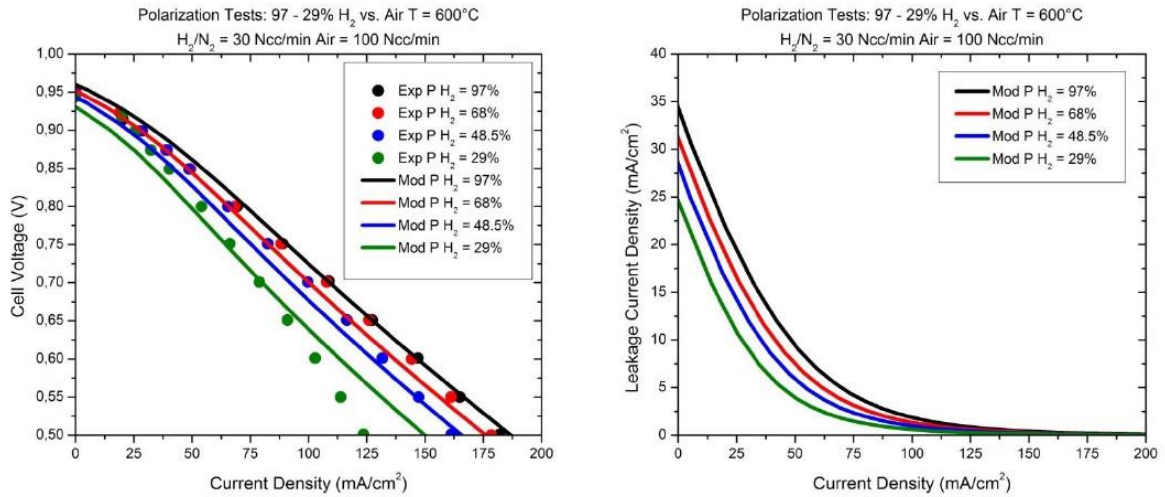 Polarization Tests: 97 - 29% H₂ vs. Air T = 600°C
H₂/N₂ = 30 Ncc/min Air = 100 Ncc/min
1,00
0,95
0,90
0,85
0,80
0,75
0,70
0,65
0,60
0,55
0,50
Cell Voltage (V)
Exp P H₂ = 97%
Exp P H₂ = 68%
Exp P H₂ = 48.5%
Exp P H₂ = 29%
Mod P H₂ = 97%
Mod P H₂ = 68%
Mod P H₂ = 48.5%
Mod P H₂ = 29%
0 25 50 75 100 125 150 175 200
Current Density (mA/cm²)
Polarization Tests: 97 - 29% H₂ vs. Air T = 600°C
H₂/N₂ = 30 Ncc/min Air = 100 Ncc/min
40
35
30
25
20
15
10
5
0
Leakage Current Density (mA/cm²)
Mod P H₂ = 97%
Mod P H₂ = 68%
Mod P H₂ = 48.5%
Mod P H₂ = 29%
0 25 50 75 100 125 150 175 200
Current Density (mA/cm²)